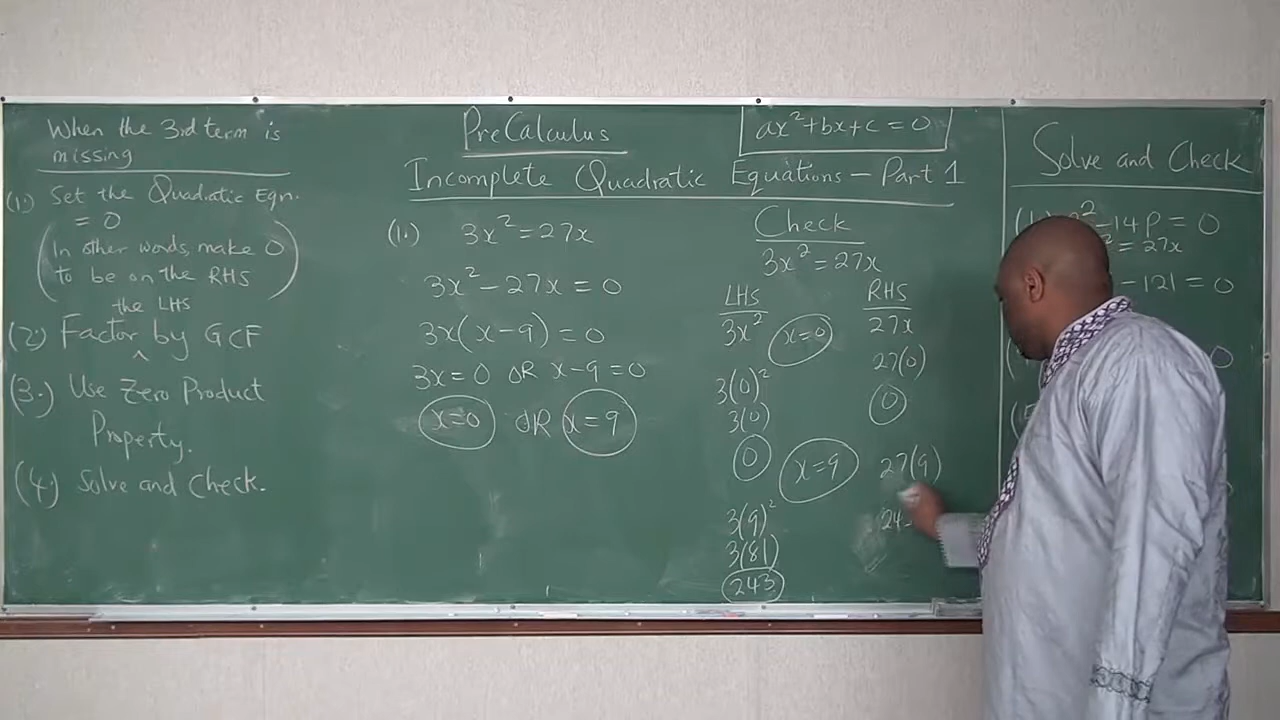 When the 3rd term is
missing
(1.) Set the Quadratic Eqn.
= 0
(In other words, make 0
to be on the RHS)
the LHS
(2.) Factor ^ by GCF
(3.) Use Zero Product
Property.
(4.) Solve and Check.
PreCalculus
ax²+bx+c = 0
Incomplete Quadratic Equations – Part 1
(1.) 3x² = 27x
3x² – 27x = 0
3x(x – 9) = 0
3x = 0 OR x – 9 = 0
x = 0 OR x = 9
Check
3x² = 27x
LHS RHS
3x² x=0 27x
3(0)² 27(0)
3(0) 0
0 x=9 27(9)
3(9)² 24
3(81)
243
Solve and Check
– 14p = 0
= 27x
– 121 = 0